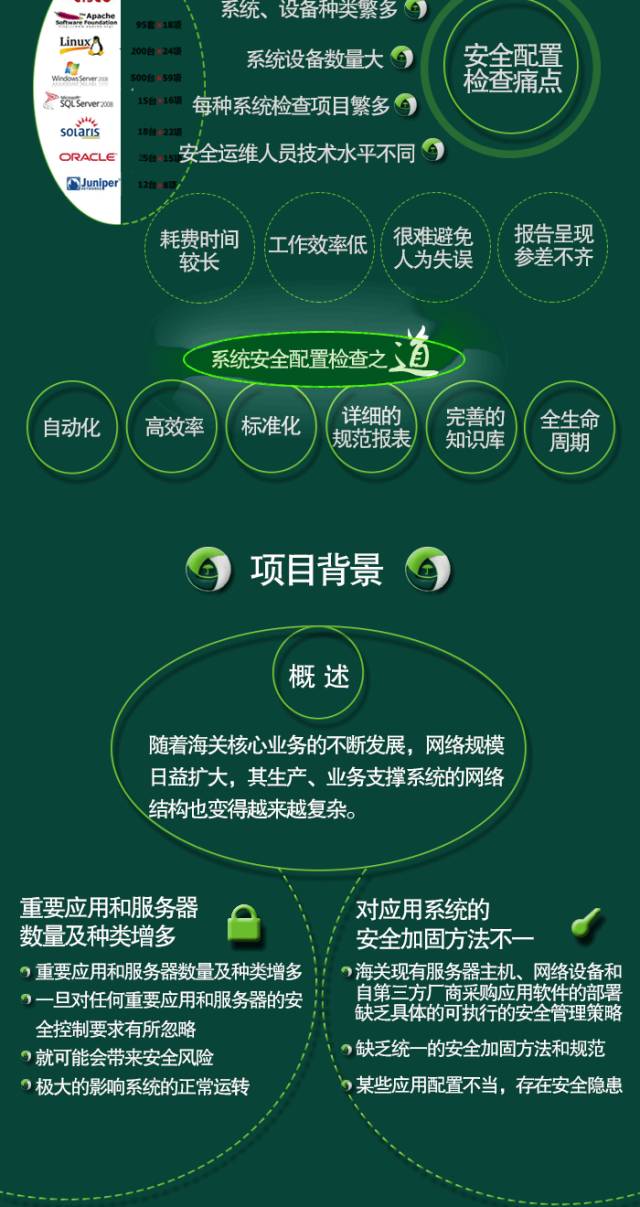 CISCO
系统、设备种类繁多
The Apache
Software Foundation
95套×18项
Linux
200台×24项
系统设备数量大
安全配置
检查痛点
Windows Server 2008
500台×59项
Microsoft
SQL Server 2008
15台×16项
每种系统检查项目繁多
solaris
18台×22项
安全运维人员技术水平不同
ORACLE
25台×15项
Juniper
NETWORKS
12台×8项
耗费时间
较长
工作效率低
很难避免
人为失误
报告呈现
参差不齐
系统安全配置检查之道
自动化
高效率
标准化
详细的
规范报表
完善的
知识库
全生命
周期
项目背景
概 述
随着海关核心业务的不断发展，网络规模
日益扩大，其生产、业务支撑系统的网络
结构也变得越来越复杂。
重要应用和服务器
数量及种类增多
重要应用和服务器数量及种类增多
一旦对任何重要应用和服务器的安
全控制要求有所忽略
就可能会带来安全风险
极大的影响系统的正常运转
对应用系统的
安全加固方法不一
海关现有服务器主机、网络设备和
自第三方厂商采购应用软件的部署
缺乏具体的可执行的安全管理策略
缺乏统一的安全加固方法和规范
某些应用配置不当，存在安全隐患